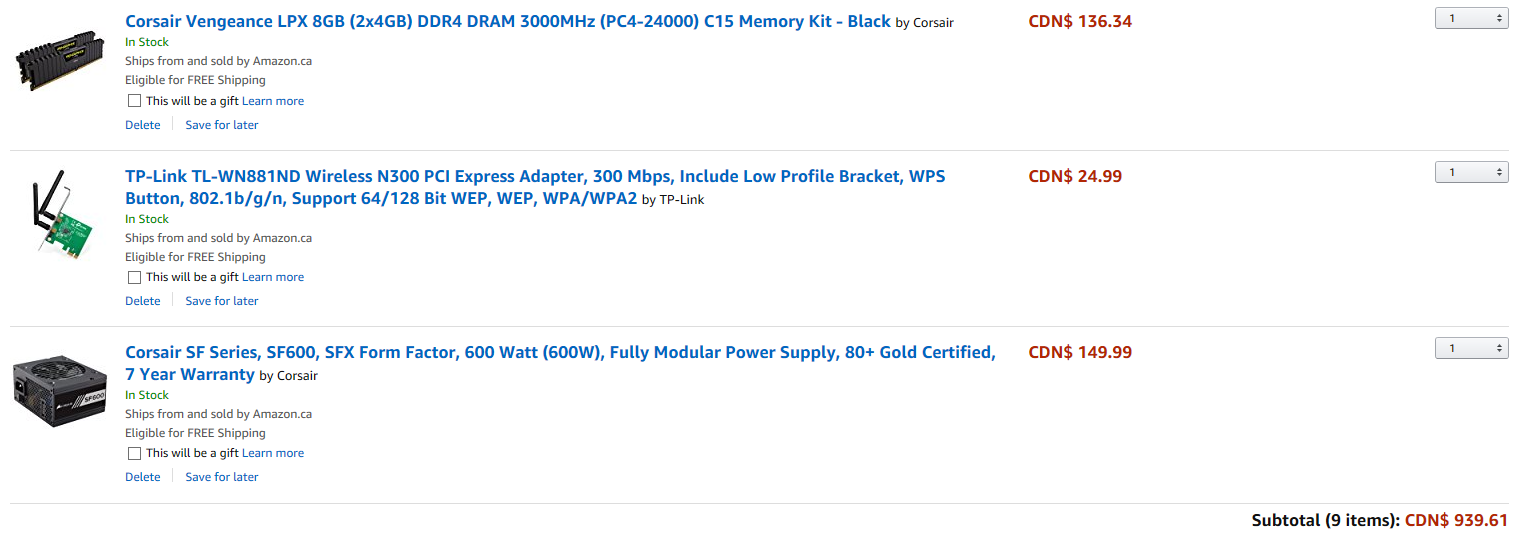 Corsair Vengeance LPX 8GB (2x4GB) DDR4 DRAM 3000MHz (PC4-24000) C15 Memory Kit - Black by Corsair
CDN$ 136.34
1
In Stock
Ships from and sold by Amazon.ca
Eligible for FREE Shipping
This will be a gift Learn more
Delete Save for later
TP-Link TL-WN881ND Wireless N300 PCI Express Adapter, 300 Mbps, Include Low Profile Bracket, WPS
Button, 802.1b/g/n, Support 64/128 Bit WEP, WEP, WPA/WPA2 by TP-Link
CDN$ 24.99
1
In Stock
Ships from and sold by Amazon.ca
Eligible for FREE Shipping
This will be a gift Learn more
Delete Save for later
Corsair SF Series, SF600, SFX Form Factor, 600 Watt (600W), Fully Modular Power Supply, 80+ Gold Certified,
7 Year Warranty by Corsair
CDN$ 149.99
1
SF600
In Stock
Ships from and sold by Amazon.ca
Eligible for FREE Shipping
This will be a gift Learn more
Delete Save for later
Subtotal (9 items): CDN$ 939.61